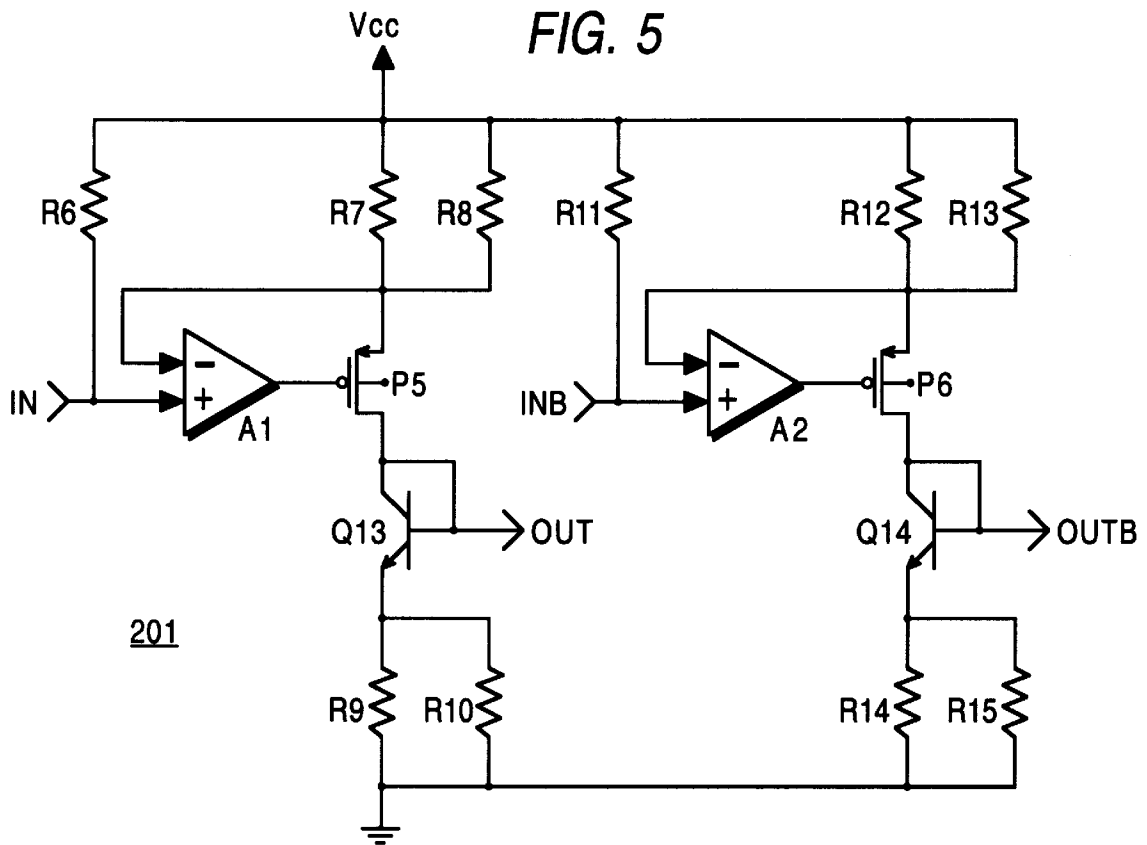 FIG. 5
Vcc
R6
R7
R8
R11
R12
R13
IN
−
+
A1
P5
INB
−
+
A2
P6
Q13
OUT
Q14
OUTB
201
R9
R10
R14
R15